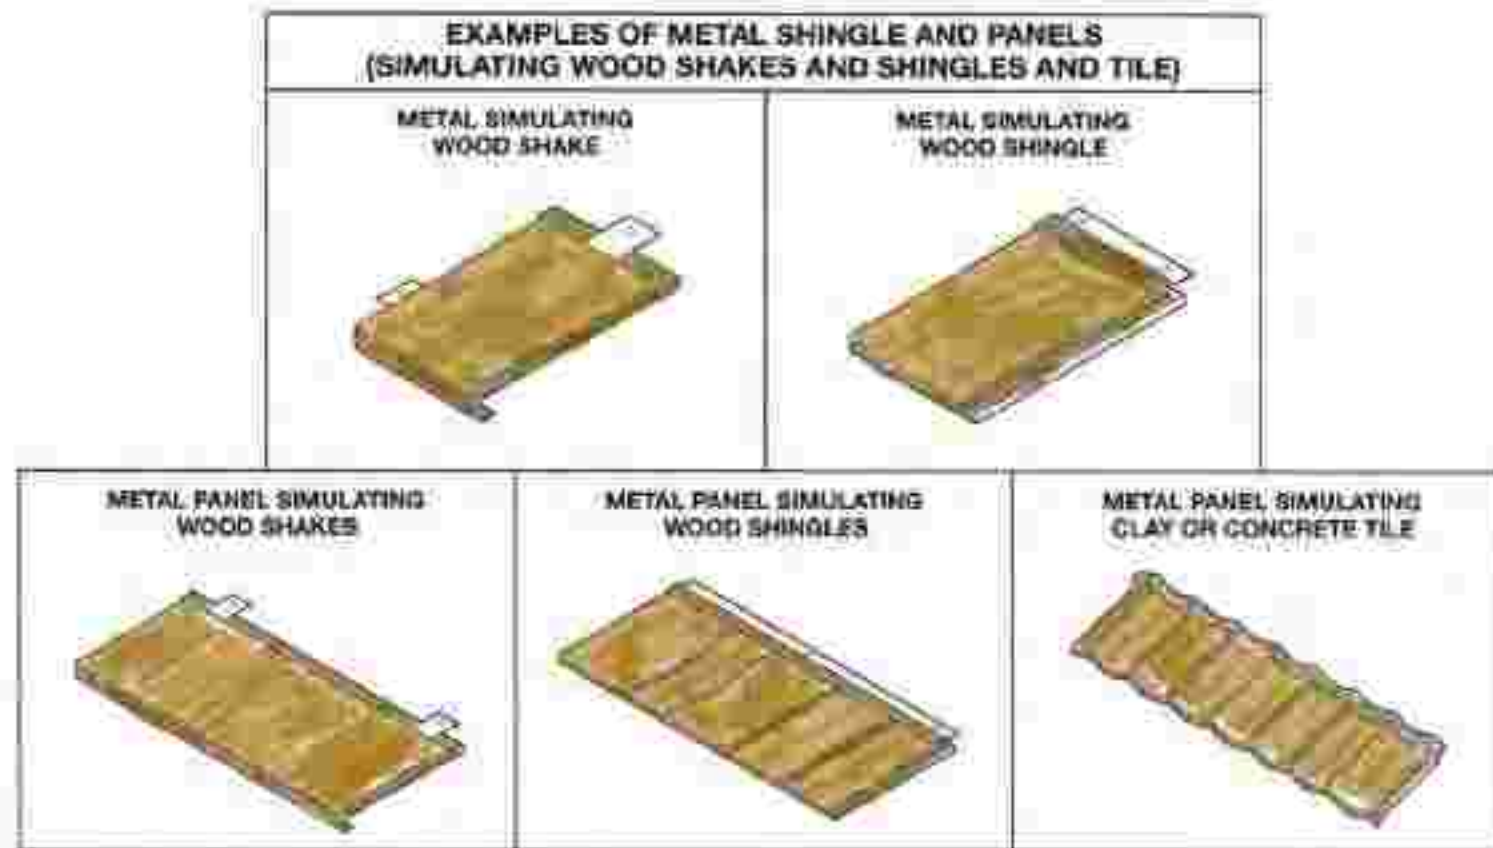 EXAMPLES OF METAL SHINGLE AND PANELS
(SIMULATING WOOD SHAKES AND SHINGLES AND TILE)
METAL SIMULATING
WOOD SHAKE
METAL SIMULATING
WOOD SHINGLE
METAL PANEL SIMULATING
WOOD SHAKES
METAL PANEL SIMULATING
WOOD SHINGLES
METAL PANEL SIMULATING
CLAY OR CONCRETE TILE